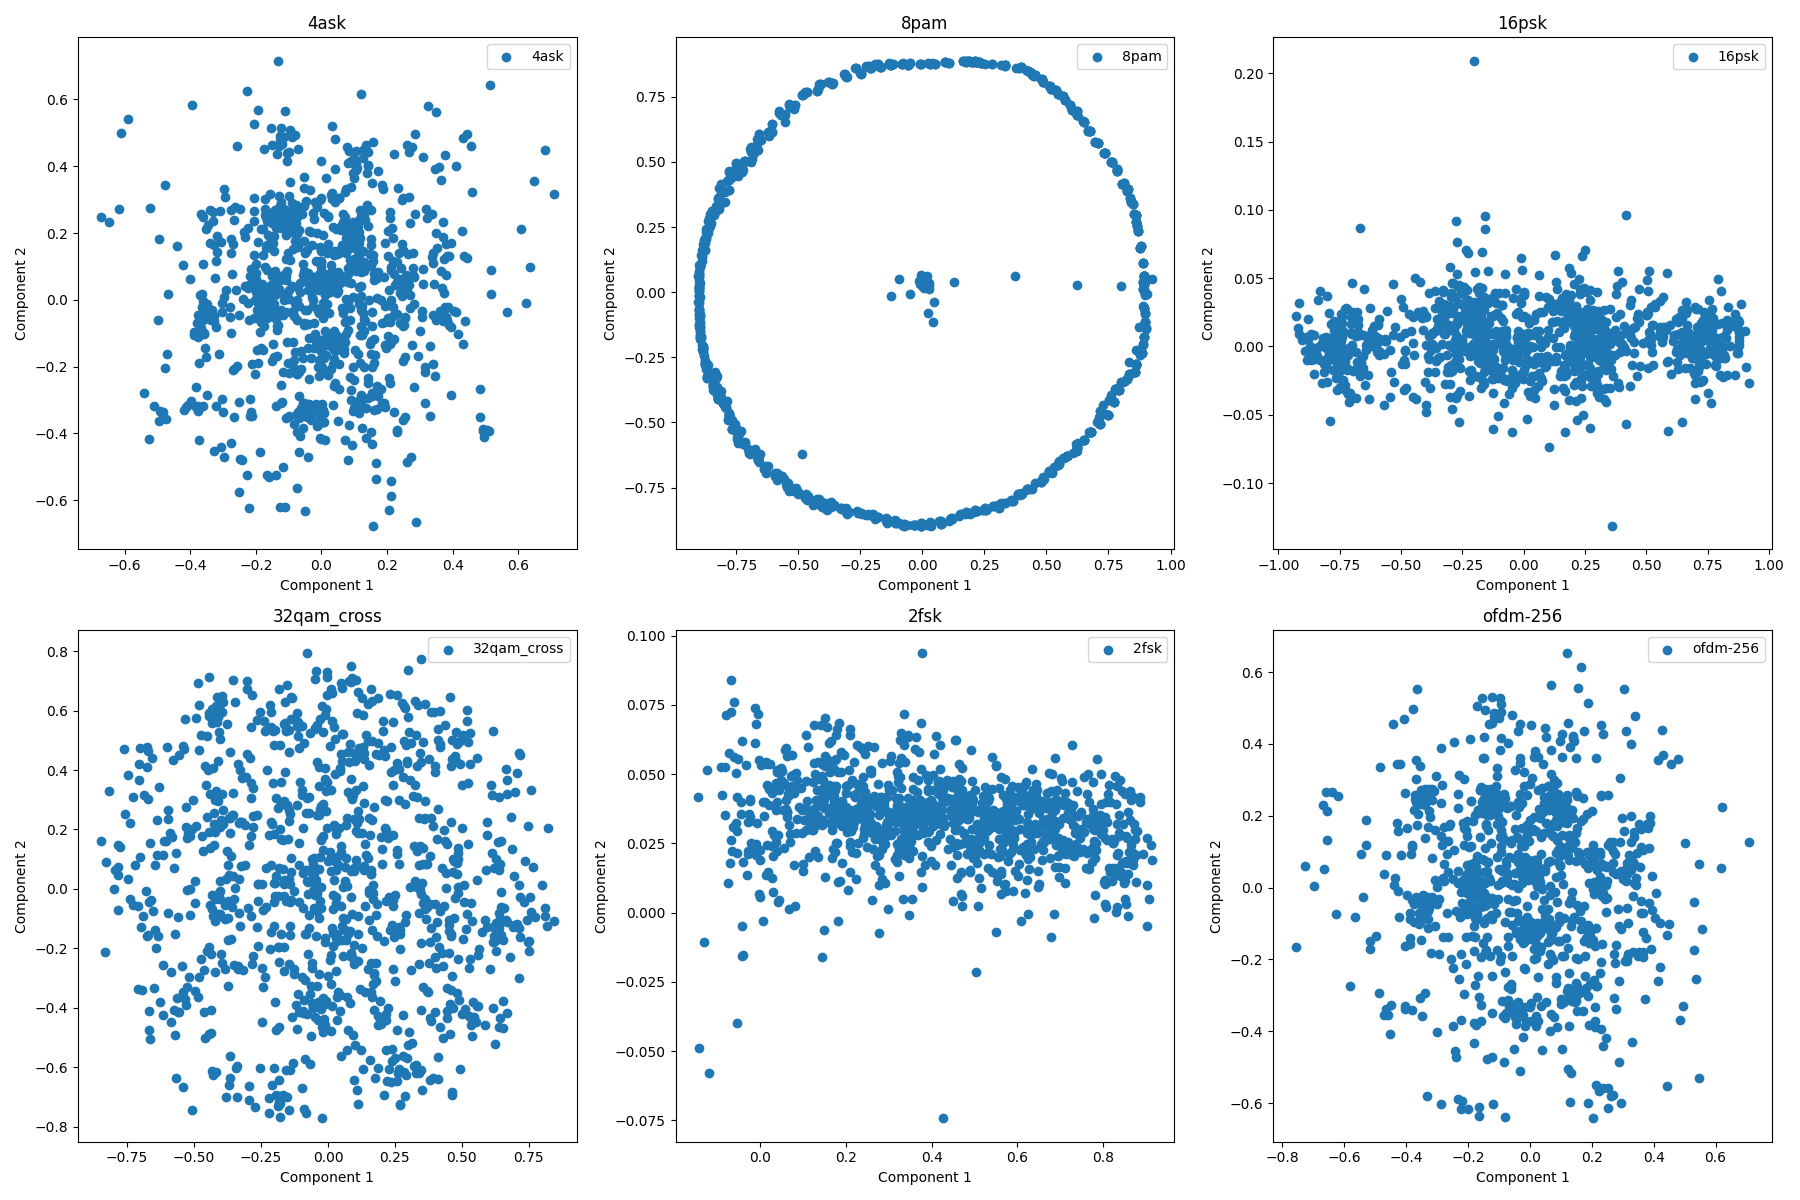 4ask
4ask
0.6
0.4
0.2
0.0
−0.2
−0.4
−0.6
Component 2
−0.6 −0.4 −0.2 0.0 0.2 0.4 0.6
Component 1
8pam
8pam
0.75
0.50
0.25
0.00
−0.25
−0.50
−0.75
Component 2
−0.75 −0.50 −0.25 0.00 0.25 0.50 0.75 1.00
Component 1
16psk
16psk
0.20
0.15
0.10
0.05
0.00
−0.05
−0.10
Component 2
−1.00 −0.75 −0.50 −0.25 0.00 0.25 0.50 0.75 1.00
Component 1
32qam_cross
32qam_cross
0.8
0.6
0.4
0.2
0.0
−0.2
−0.4
−0.6
−0.8
Component 2
−0.75 −0.50 −0.25 0.00 0.25 0.50 0.75
Component 1
2fsk
2fsk
0.100
0.075
0.050
0.025
0.000
−0.025
−0.050
−0.075
Component 2
0.0 0.2 0.4 0.6 0.8
Component 1
ofdm-256
ofdm-256
0.6
0.4
0.2
0.0
−0.2
−0.4
−0.6
Component 2
−0.8 −0.6 −0.4 −0.2 0.0 0.2 0.4 0.6
Component 1